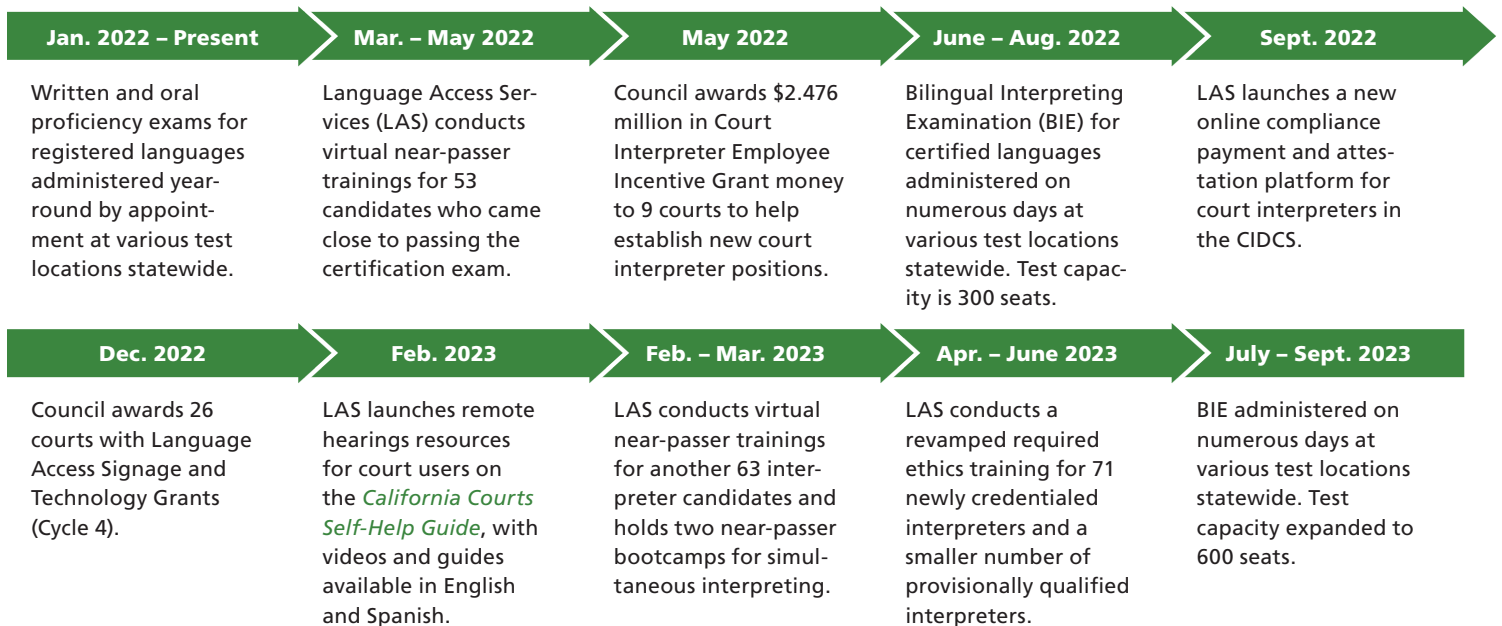 Jan. 2022 – Present
Mar. – May 2022
May 2022
June – Aug. 2022
Sept. 2022
Written and oral
proficiency exams for
registered languages
administered year-
round by appoint-
ment at various test
locations statewide.
Language Access Ser-
vices (LAS) conducts
virtual near-passer
trainings for 53
candidates who came
close to passing the
certification exam.
Council awards $2.476
million in Court
Interpreter Employee
Incentive Grant money
to 9 courts to help
establish new court
interpreter positions.
Bilingual Interpreting
Examination (BIE) for
certified languages
administered on
numerous days at
various test locations
statewide. Test capac-
ity is 300 seats.
LAS launches a new
online compliance
payment and attes-
tation platform for
court interpreters in
the CIDCS.
Dec. 2022
Feb. 2023
Feb. – Mar. 2023
Apr. – June 2023
July – Sept. 2023
Council awards 26
courts with Language
Access Signage and
Technology Grants
(Cycle 4).
LAS launches remote
hearings resources
for court users on
the California Courts
Self-Help Guide, with
videos and guides
available in English
and Spanish.
LAS conducts virtual
near-passer trainings
for another 63 inter-
preter candidates and
holds two near-passer
bootcamps for simul-
taneous interpreting.
LAS conducts a
revamped required
ethics training for 71
newly credentialed
interpreters and a
smaller number of
provisionally qualified
interpreters.
BIE administered on
numerous days at
various test locations
statewide. Test
capacity expanded to
600 seats.